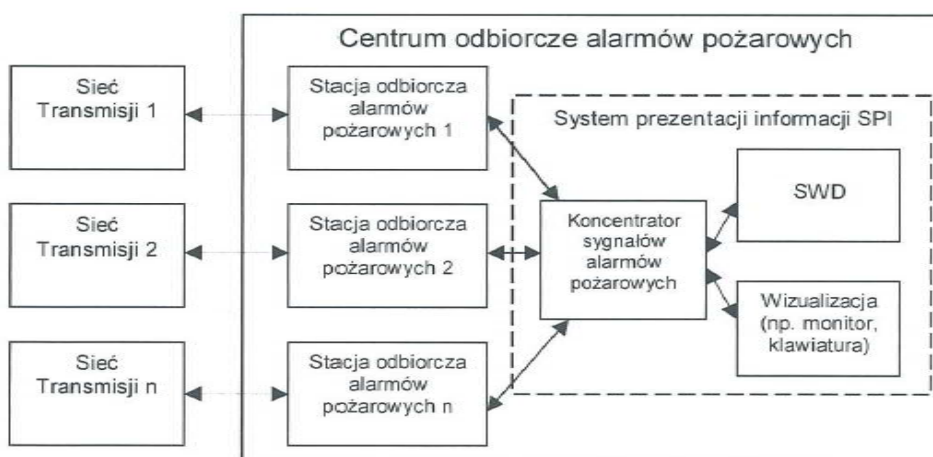 Centrum odbiorcze alarmów pożarowych
Sieć
Transmisji 1
Stacja odbiorcza
alarmów
pożarowych 1
System prezentacji informacji SPI
SWD
Sieć
Transmisji 2
Stacja odbiorcza
alarmów
pożarowych 2
Koncentrator
sygnałów
alarmów
pożarowych
Wizualizacja
(np. monitor,
klawiatura)
Sieć
Transmisji n
Stacja odbiorcza
alarmów
pożarowych n